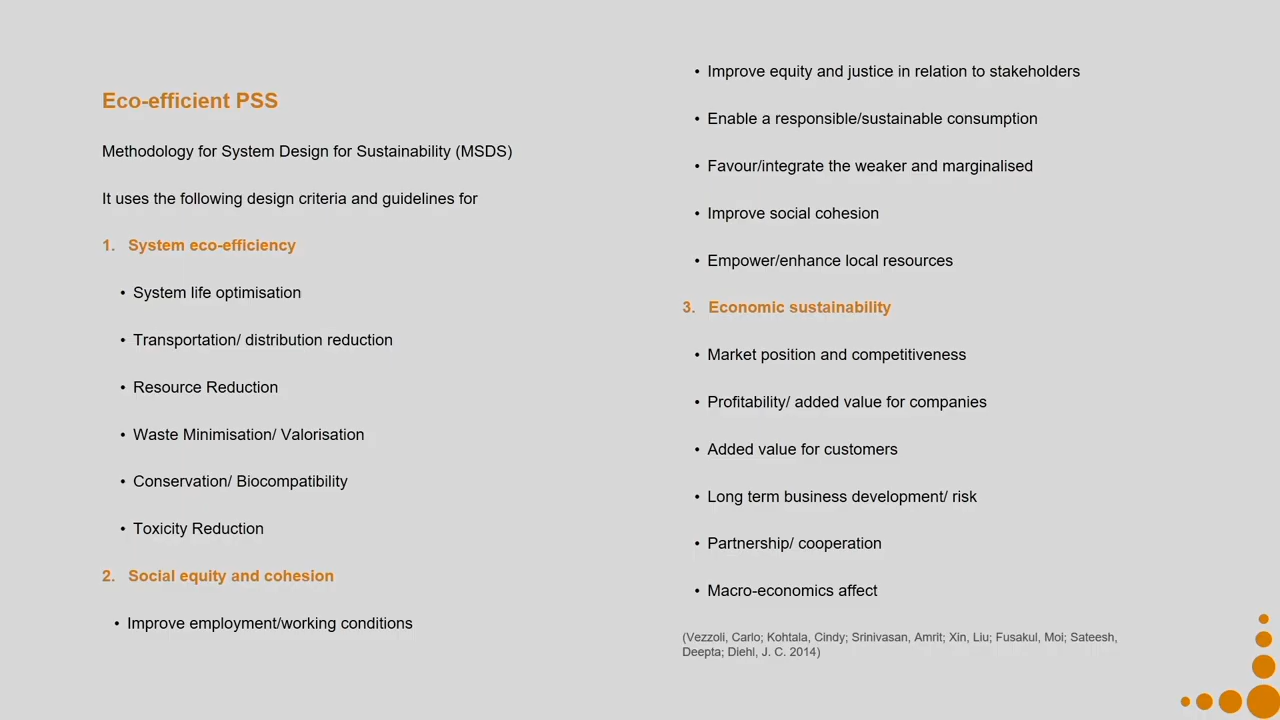 Eco-efficient PSS
Methodology for System Design for Sustainability (MSDS)
It uses the following design criteria and guidelines for
1. System eco-efficiency
• System life optimisation
• Transportation/ distribution reduction
• Resource Reduction
• Waste Minimisation/ Valorisation
• Conservation/ Biocompatibility
• Toxicity Reduction
2. Social equity and cohesion
• Improve employment/working conditions
• Improve equity and justice in relation to stakeholders
• Enable a responsible/sustainable consumption
• Favour/integrate the weaker and marginalised
• Improve social cohesion
• Empower/enhance local resources
3. Economic sustainability
• Market position and competitiveness
• Profitability/ added value for companies
• Added value for customers
• Long term business development/ risk
• Partnership/ cooperation
• Macro-economics affect
(Vezzoli, Carlo; Kohtala, Cindy; Srinivasan, Amrit; Xin, Liu; Fusakul, Moi; Sateesh,
Deepta; Diehl, J. C. 2014)